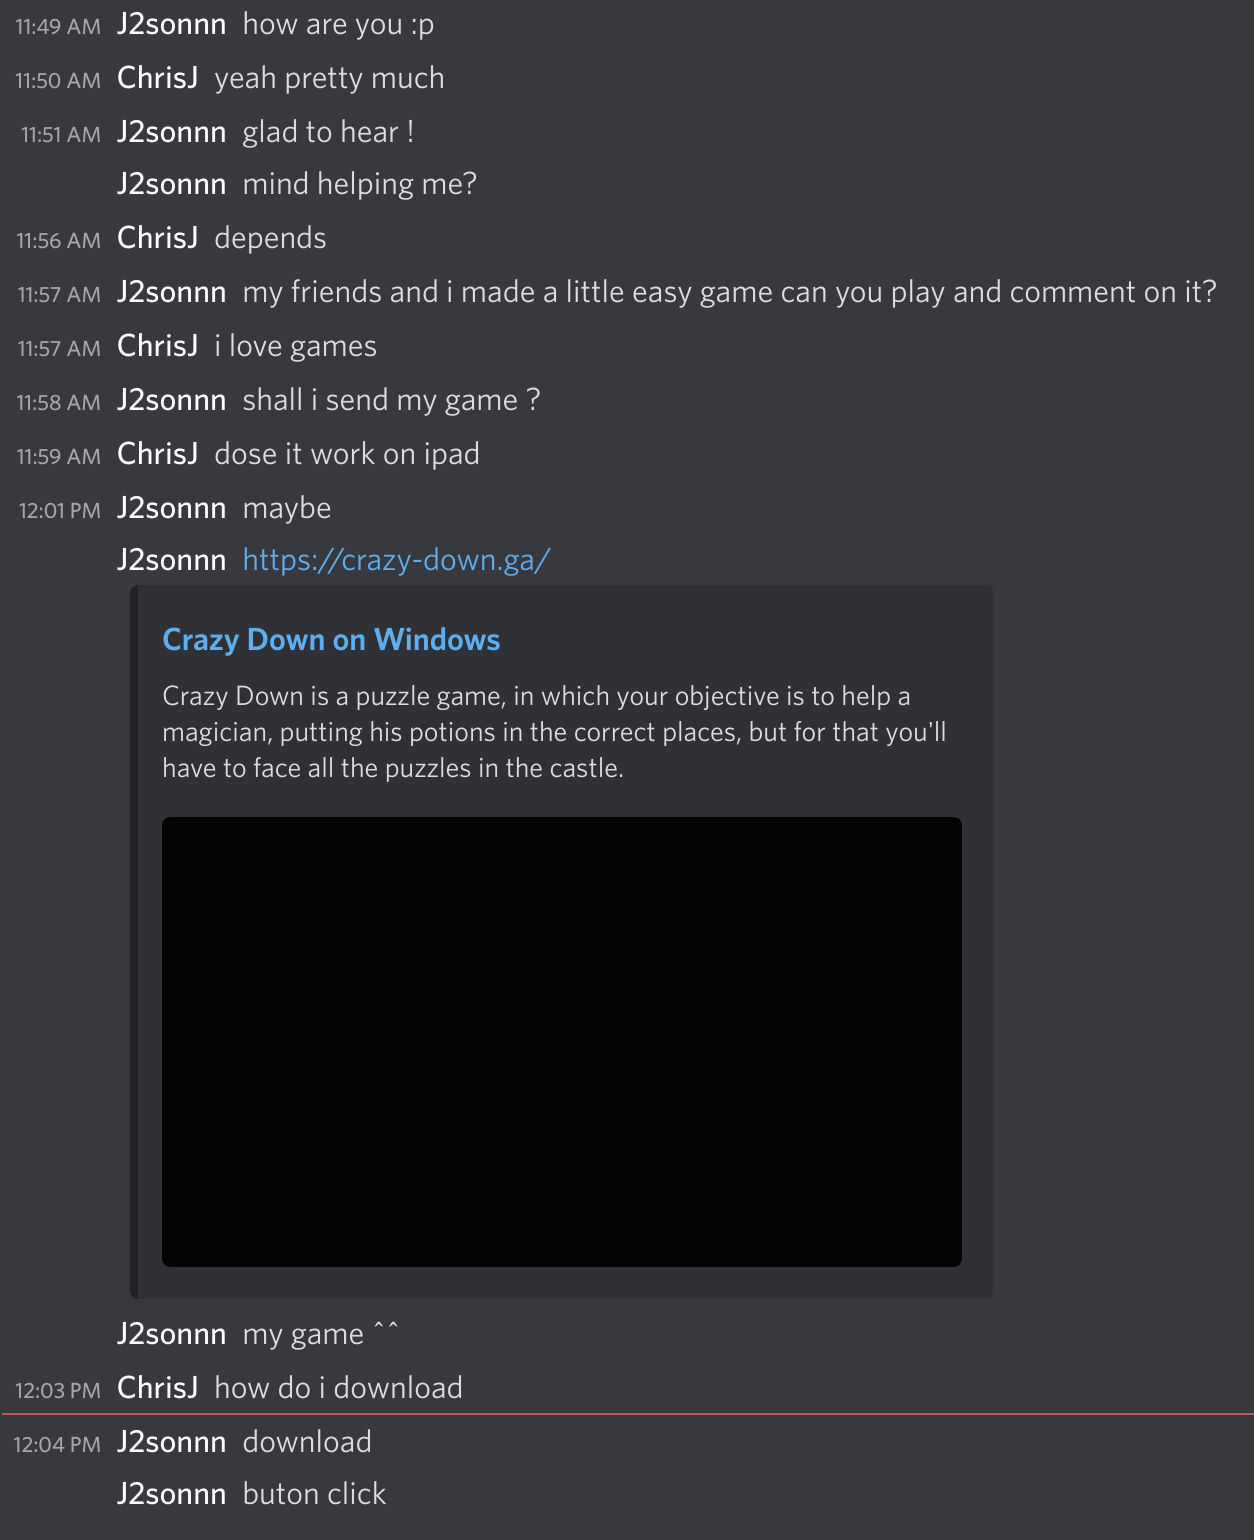 11:49 AM J2sonnn how are you :p
11:50 AM ChrisJ yeah pretty much
11:51 AM J2sonnn glad to hear !
J2sonnn mind helping me?
11:56 AM ChrisJ depends
11:57 AM J2sonnn my friends and i made a little easy game can you play and comment on it?
11:57 AM ChrisJ i love games
11:58 AM J2sonnn shall i send my game ?
11:59 AM ChrisJ dose it work on ipad
12:01 PM J2sonnn maybe
J2sonnn https://crazy-down.ga/
Crazy Down on Windows
Crazy Down is a puzzle game, in which your objective is to help a
magician, putting his potions in the correct places, but for that you'll
have to face all the puzzles in the castle.
J2sonnn my game ^^
12:03 PM ChrisJ how do i download
12:04 PM J2sonnn download
J2sonnn buton click